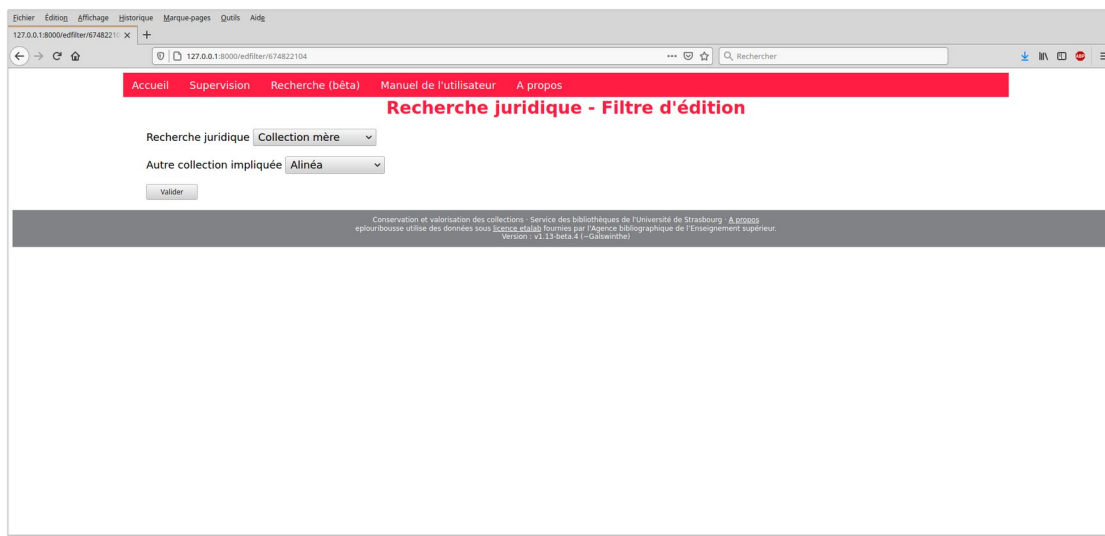 Fichier Édition Affichage Historique Marque-pages Outils Aide
127.0.0.1:8000/edfilter/67482210
127.0.0.1:8000/edfilter/674822104 Rechercher
Accueil Supervision Recherche (bêta) Manuel de l'utilisateur A propos
Recherche juridique - Filtre d'édition
Recherche juridique Collection mère
Autre collection impliquée Alinéa
Valider
Conservation et valorisation des collections - Service des bibliothèques de l'Université de Strasbourg - A propos
eplouribousse utilise des données sous licence etalab fournies par l'Agence bibliographique de l'Enseignement supérieur.
Version : v1.13-beta.4 (~Galswinthe)